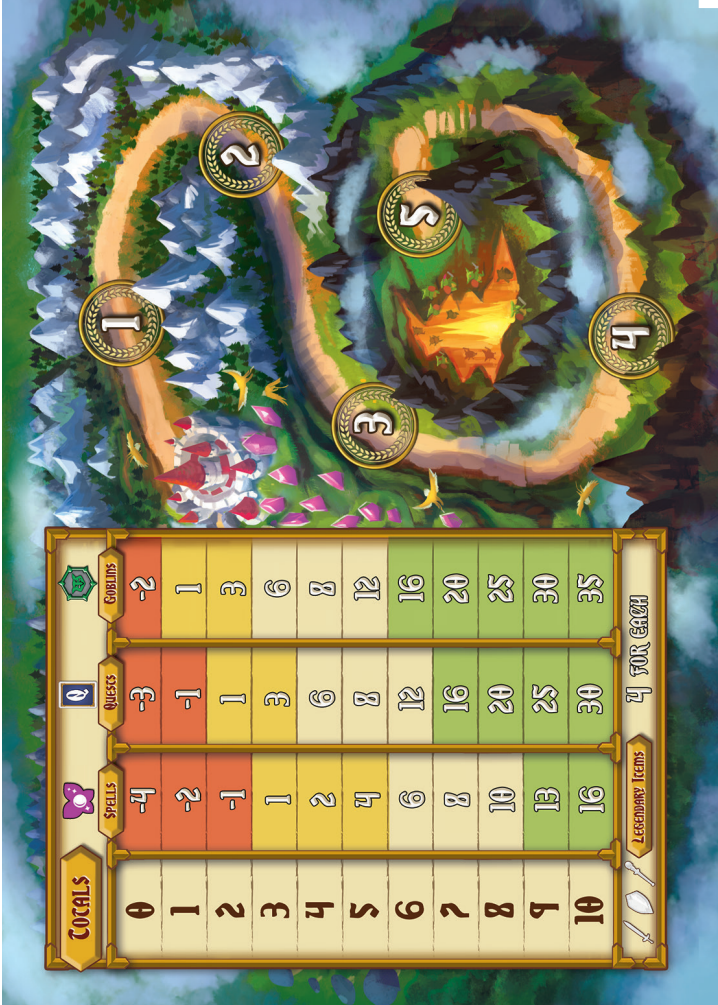 Q
TOTALS
SPELLS QUESTS GOBLINS
0 -4 -3 -2
1 -2 -1 1
2 -1 1 3
3 1 3 6
4 2 6 8
5 4 8 12
6 6 12 16
7 8 16 20
8 10 20 25
9 13 25 30
10 16 30 35
LEGENDARY ITEMS 4 FOR EACH
1
2
3
4
5